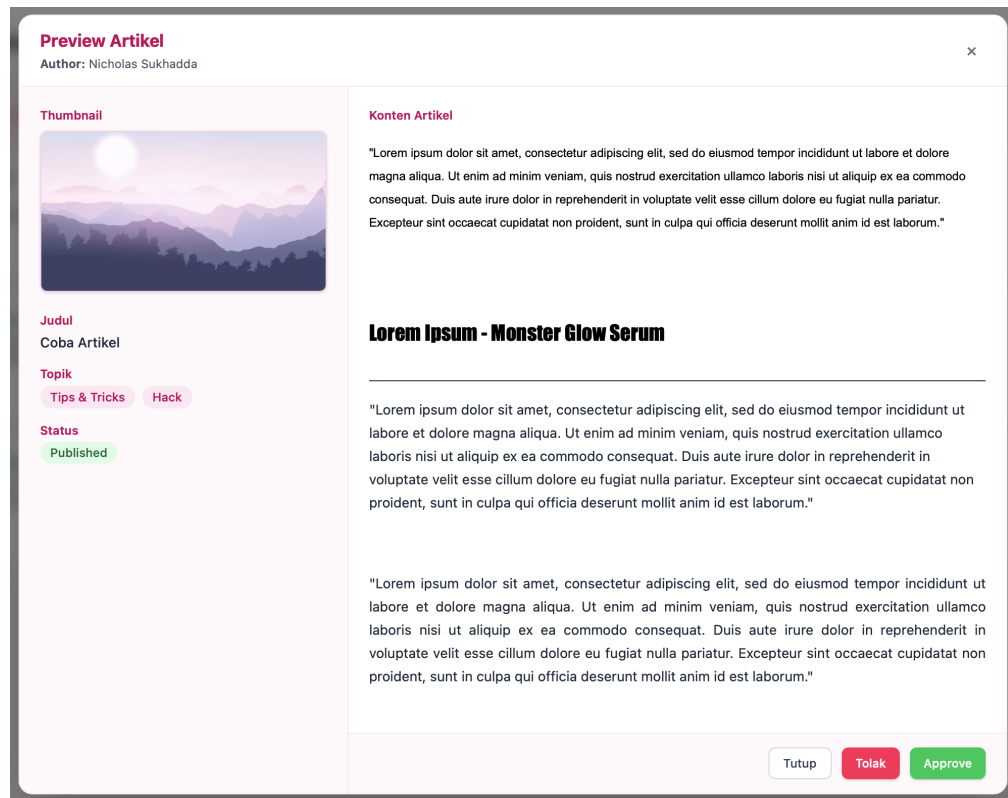 Preview Artikel
Author: Nicholas Sukhadda
×
Thumbnail
Judul
Coba Artikel
Topik
Tips & Tricks Hack
Status
Published
Konten Artikel
"Lorem ipsum dolor sit amet, consectetur adipiscing elit, sed do eiusmod tempor incididunt ut labore et dolore
magna aliqua. Ut enim ad minim veniam, quis nostrud exercitation ullamco laboris nisi ut aliquip ex ea commodo
consequat. Duis aute irure dolor in reprehenderit in voluptate velit esse cillum dolore eu fugiat nulla pariatur.
Excepteur sint occaecat cupidatat non proident, sunt in culpa qui officia deserunt mollit anim id est laborum."
Lorem Ipsum - Monster Glow Serum
"Lorem ipsum dolor sit amet, consectetur adipiscing elit, sed do eiusmod tempor incididunt ut
labore et dolore magna aliqua. Ut enim ad minim veniam, quis nostrud exercitation ullamco
laboris nisi ut aliquip ex ea commodo consequat. Duis aute irure dolor in reprehenderit in
voluptate velit esse cillum dolore eu fugiat nulla pariatur. Excepteur sint occaecat cupidatat non
proident, sunt in culpa qui officia deserunt mollit anim id est laborum."
"Lorem ipsum dolor sit amet, consectetur adipiscing elit, sed do eiusmod tempor incididunt ut
labore et dolore magna aliqua. Ut enim ad minim veniam, quis nostrud exercitation ullamco
laboris nisi ut aliquip ex ea commodo consequat. Duis aute irure dolor in reprehenderit in
voluptate velit esse cillum dolore eu fugiat nulla pariatur. Excepteur sint occaecat cupidatat non
proident, sunt in culpa qui officia deserunt mollit anim id est laborum."
Tutup Tolak Approve